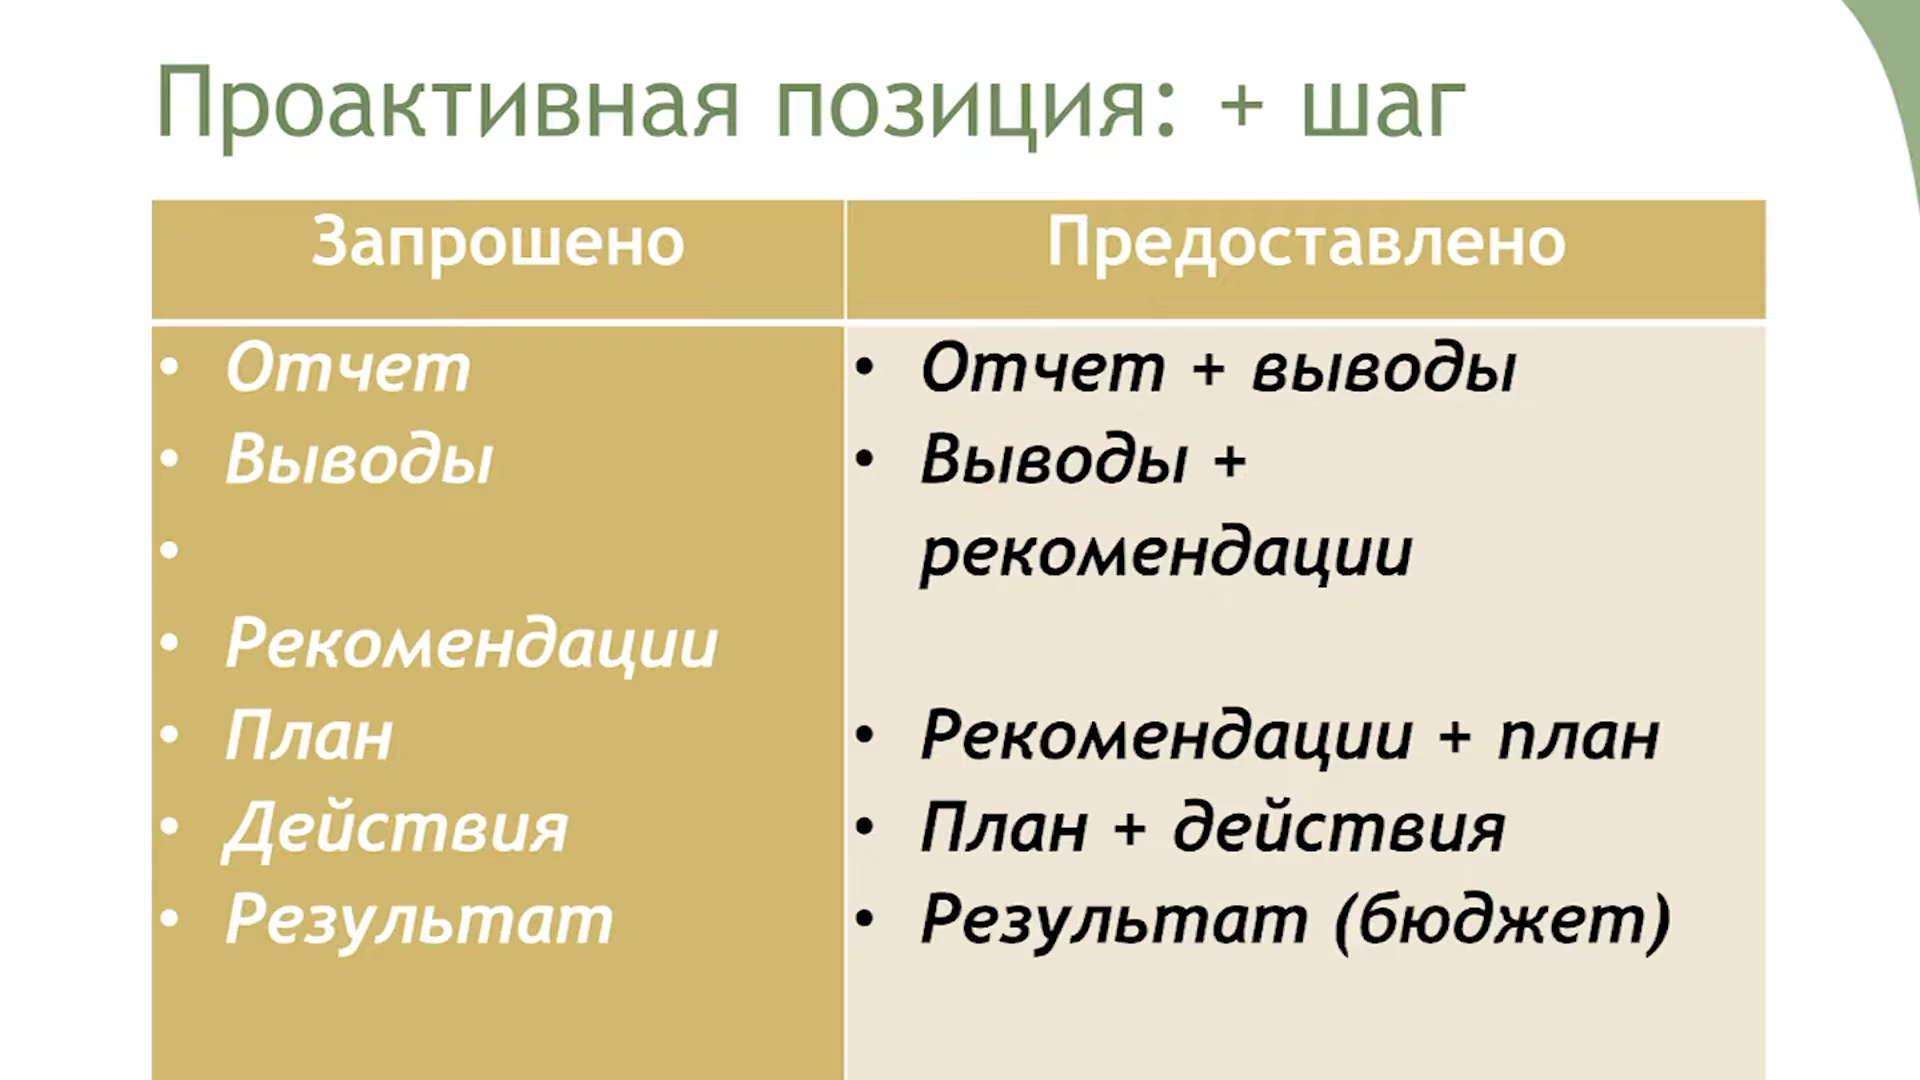 Проактивная позиция: + шаг
Запрошено
Предоставлено
• Отчет
• Выводы
•
• Рекомендации
• План
• Действия
• Результат
• Отчет + выводы
• Выводы +
рекомендации
• Рекомендации + план
• План + действия
• Результат (бюджет)